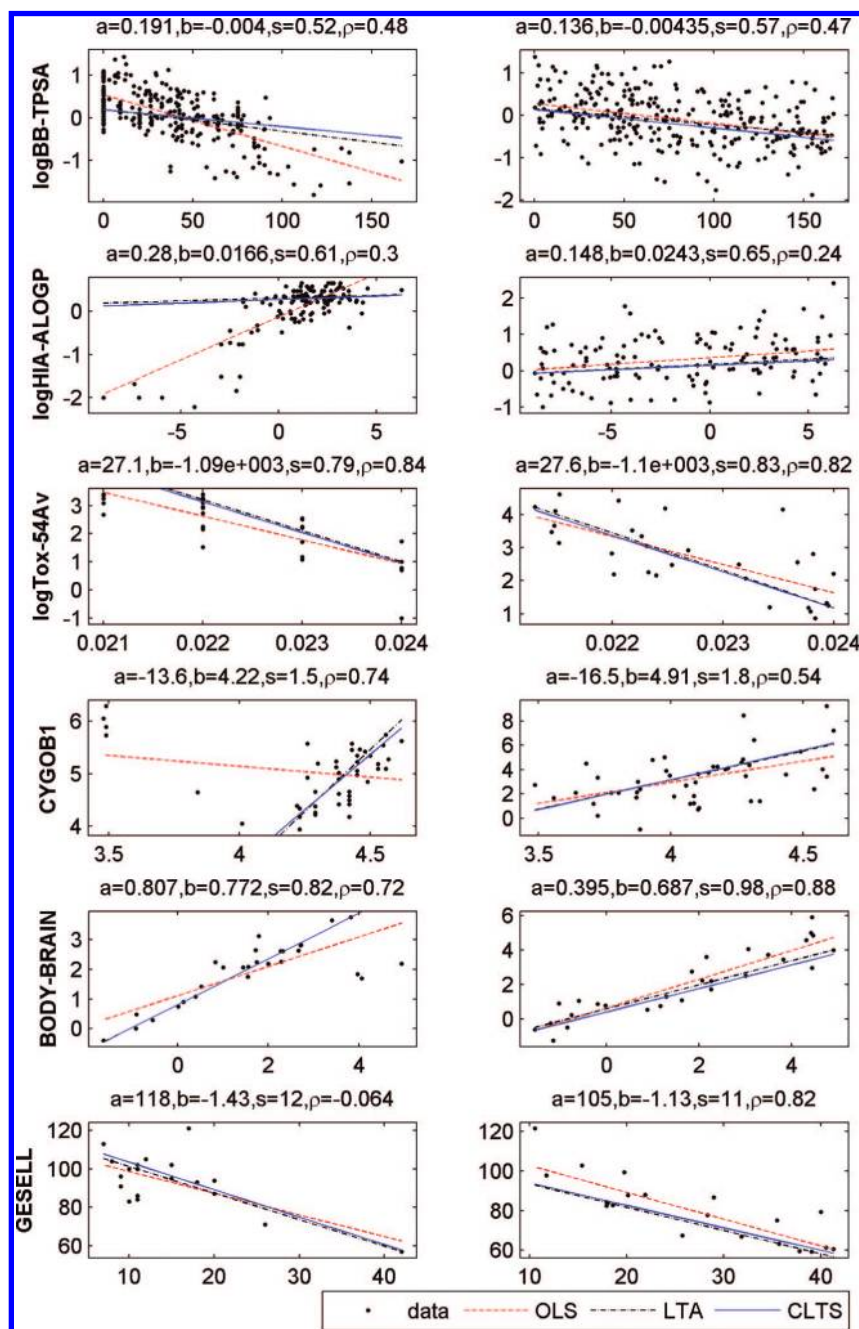 a=0.191,b=-0.004,s=0.52,ρ=0.48
a=0.136,b=-0.00435,s=0.57,ρ=0.47
logBB-TPSA
1
0
-1
0 50 100 150
1
0
-1
-2
0 50 100 150
a=0.28,b=0.0166,s=0.61,ρ=0.3
a=0.148,b=0.0243,s=0.65,ρ=0.24
logHIA-ALOGP
0
-1
-2
-5 0 5
2
1
0
-1
-5 0 5
a=27.1,b=-1.09e+003,s=0.79,ρ=0.84
a=27.6,b=-1.1e+003,s=0.83,ρ=0.82
logTox-54Av
3
2
1
0
-1
0.021 0.022 0.023 0.024
4
3
2
1
0.022 0.023 0.024
a=-13.6,b=4.22,s=1.5,ρ=0.74
a=-16.5,b=4.91,s=1.8,ρ=0.54
CYGOB1
6
5
4
3.5 4 4.5
8
6
4
2
0
3.5 4 4.5
a=0.807,b=0.772,s=0.82,ρ=0.72
a=0.395,b=0.687,s=0.98,ρ=0.88
BODY-BRAIN
3
2
1
0
0 2 4
6
4
2
0
0 2 4
a=118,b=-1.43,s=12,ρ=-0.064
a=105,b=-1.13,s=11,ρ=0.82
GESELL
120
100
80
60
10 20 30 40
120
100
80
60
10 20 30 40
data OLS LTA CLTS